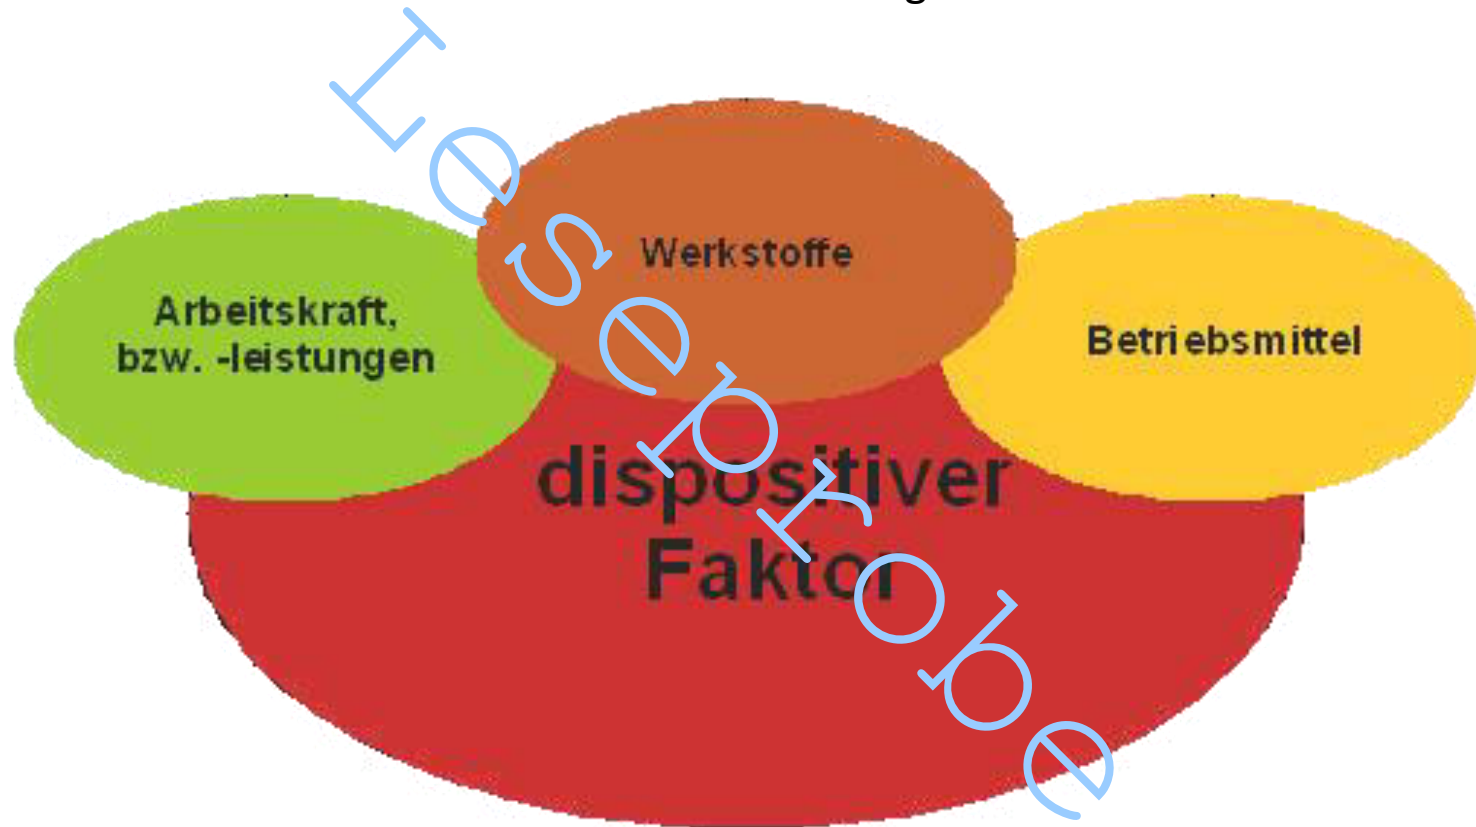 Werkstoffe
Arbeitskraft,
bzw. -leistungen
Betriebsmittel
dispositiver
Faktor
Leseprobe